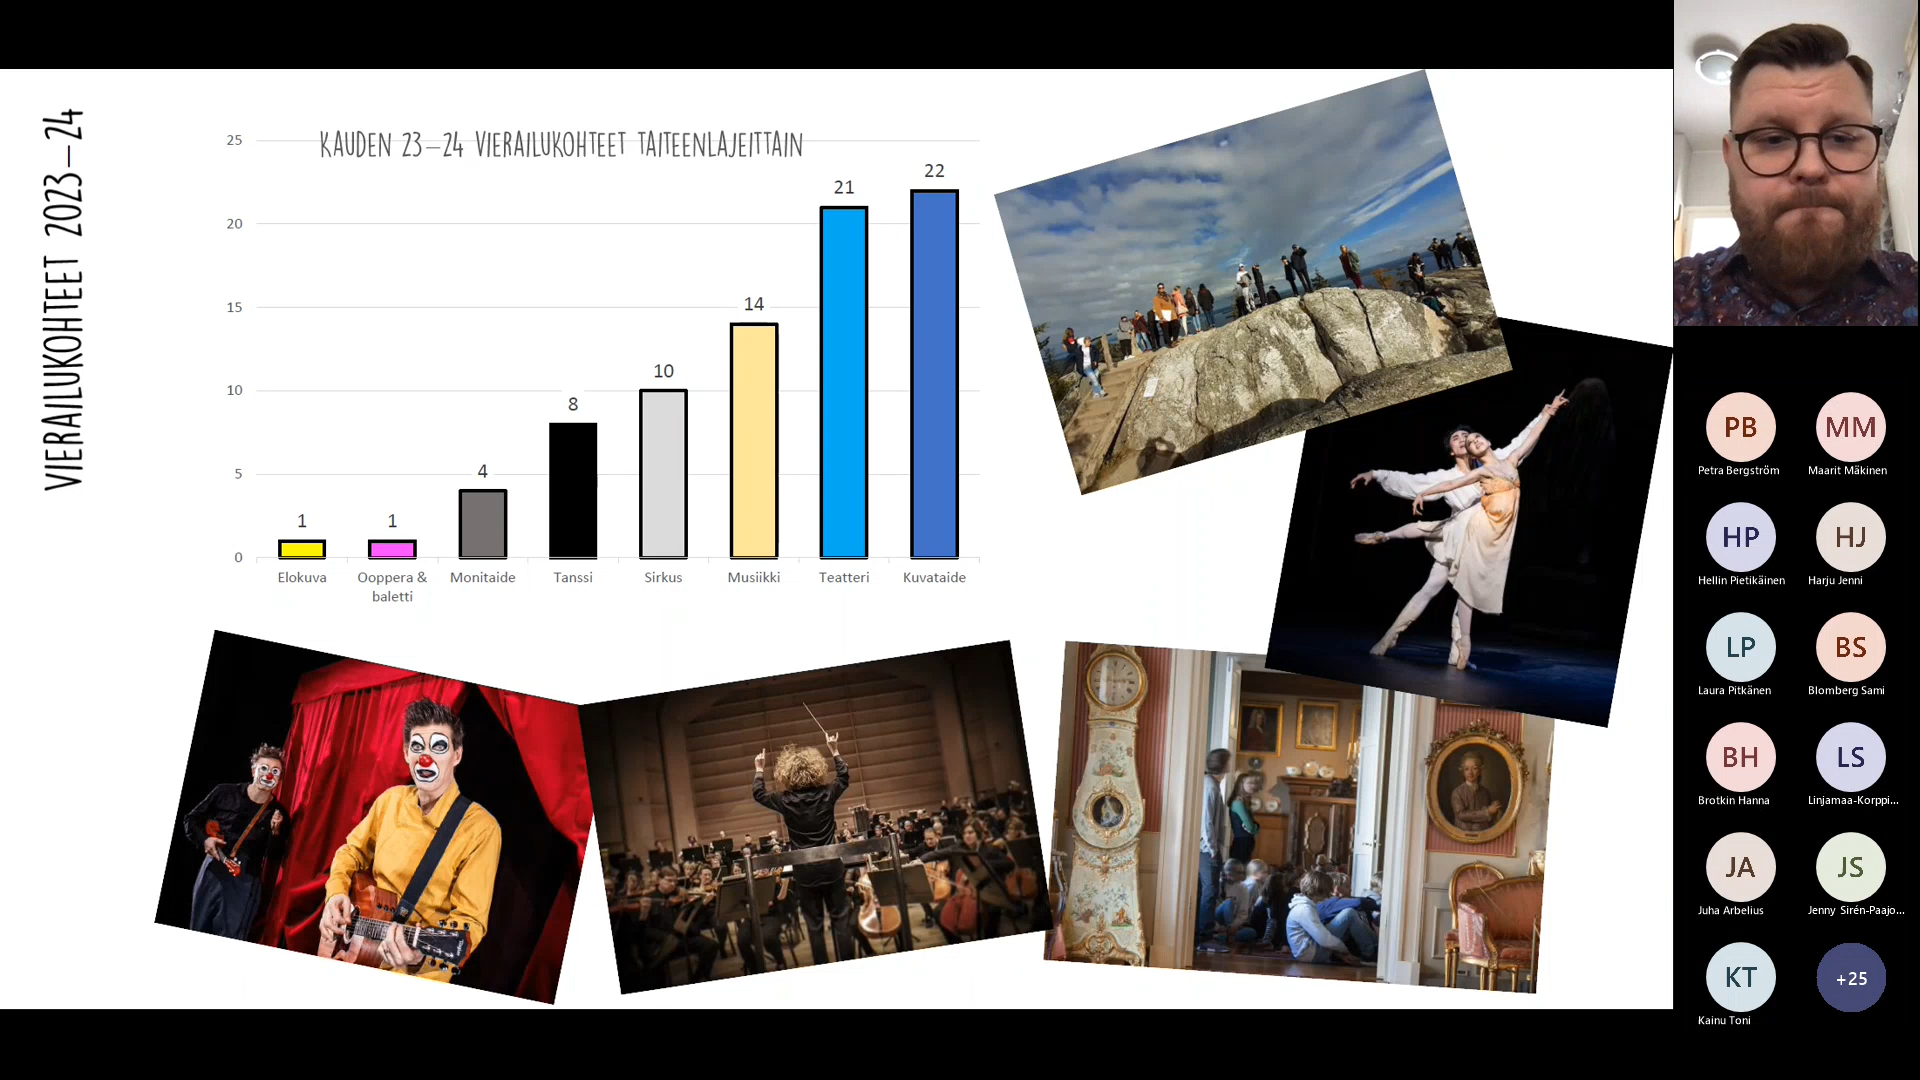 VIERAILUKOHTEET 2023–24
KAUDEN 23–24 VIERAILUKOHTEET TAITEENLAJEITTAIN
25
20
15
10
5
0
1
1
4
8
10
14
21
22
Elokuva
Ooppera &
baletti
Monitaide
Tanssi
Sirkus
Musiikki
Teatteri
Kuvataide
PB
Petra Bergström
MM
Maarit Mäkinen
HP
Hellin Pietikäinen
HJ
Harju Jenni
LP
Laura Pitkänen
BS
Blomberg Sami
BH
Brotkin Hanna
LS
Linjamaa-Korppi...
JA
Juha Arbelius
JS
Jenny Sirén-Paajo...
KT
Kainu Toni
+25